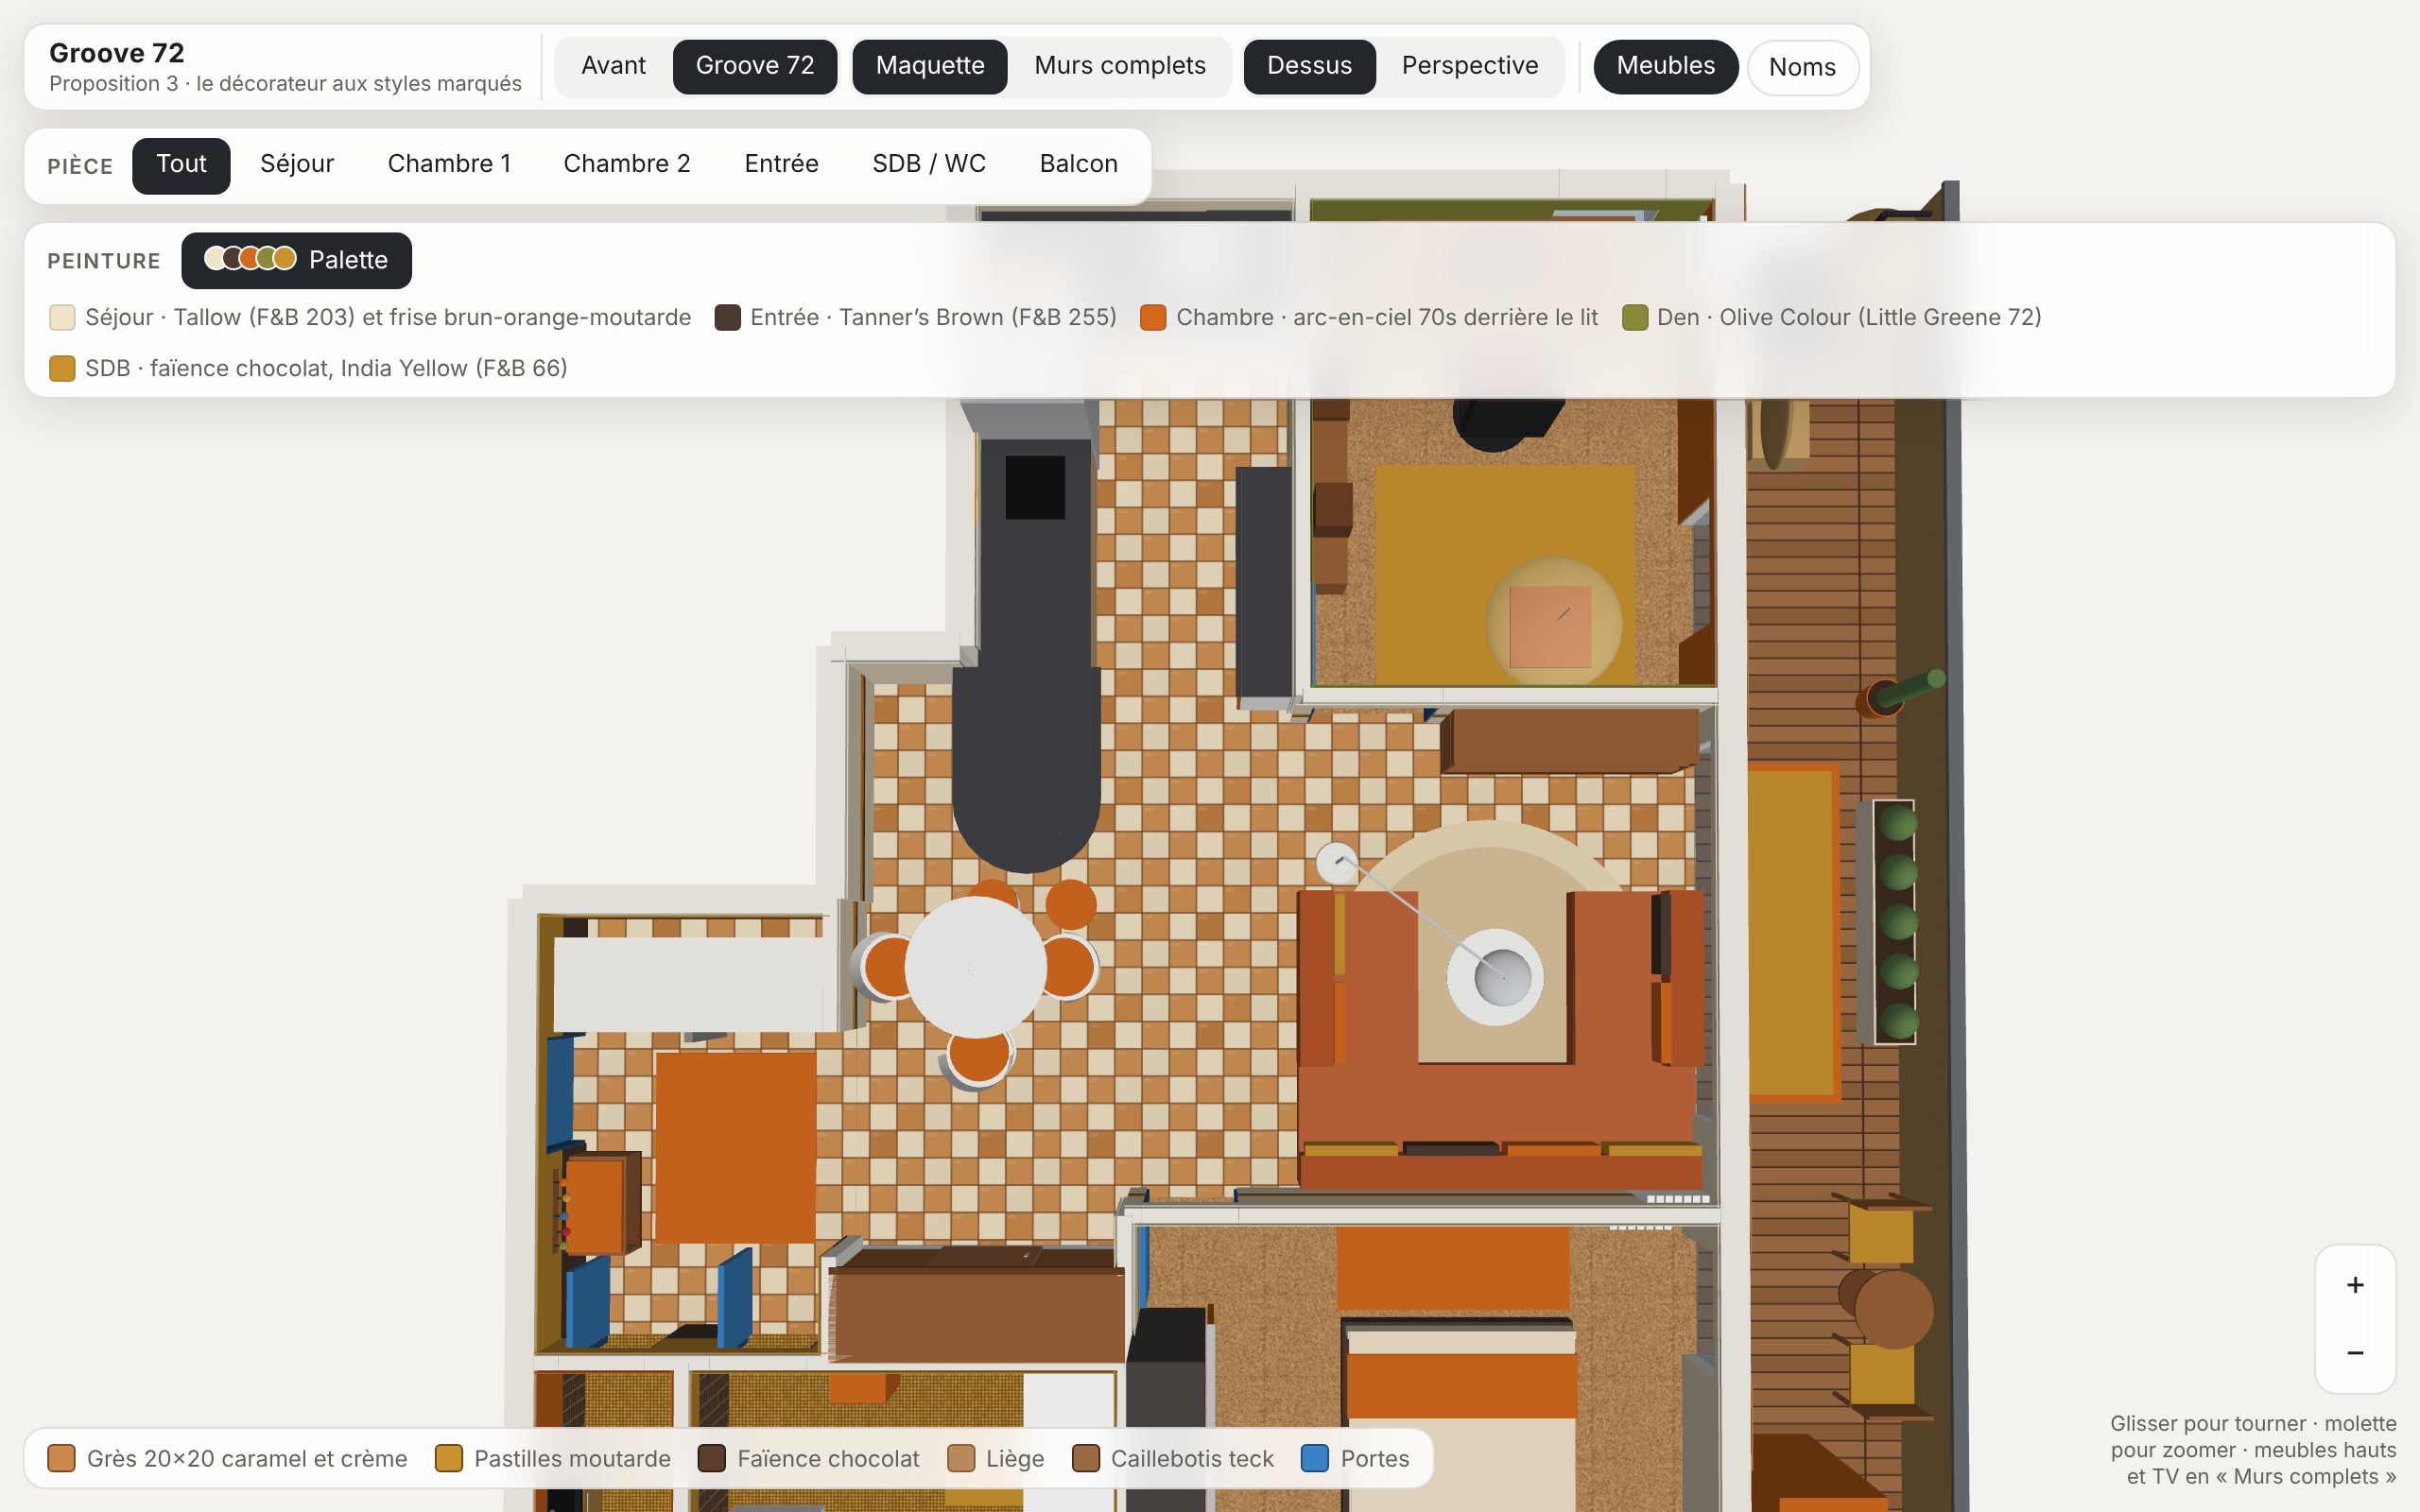 Groove 72
Proposition 3 · le décorateur aux styles marqués
Avant Groove 72 Maquette Murs complets Dessus Perspective Meubles Noms
PIÈCE Tout Séjour Chambre 1 Chambre 2 Entrée SDB / WC Balcon
PEINTURE Palette
Séjour · Tallow (F&B 203) et frise brun-orange-moutarde Entrée · Tanner’s Brown (F&B 255) Chambre · arc-en-ciel 70s derrière le lit Den · Olive Colour (Little Greene 72)
SDB · faïence chocolat, India Yellow (F&B 66)
+
−
Glisser pour tourner · molette
pour zoomer · meubles hauts
et TV en « Murs complets »
Grès 20×20 caramel et crème Pastilles moutarde Faïence chocolat Liège Caillebotis teck Portes